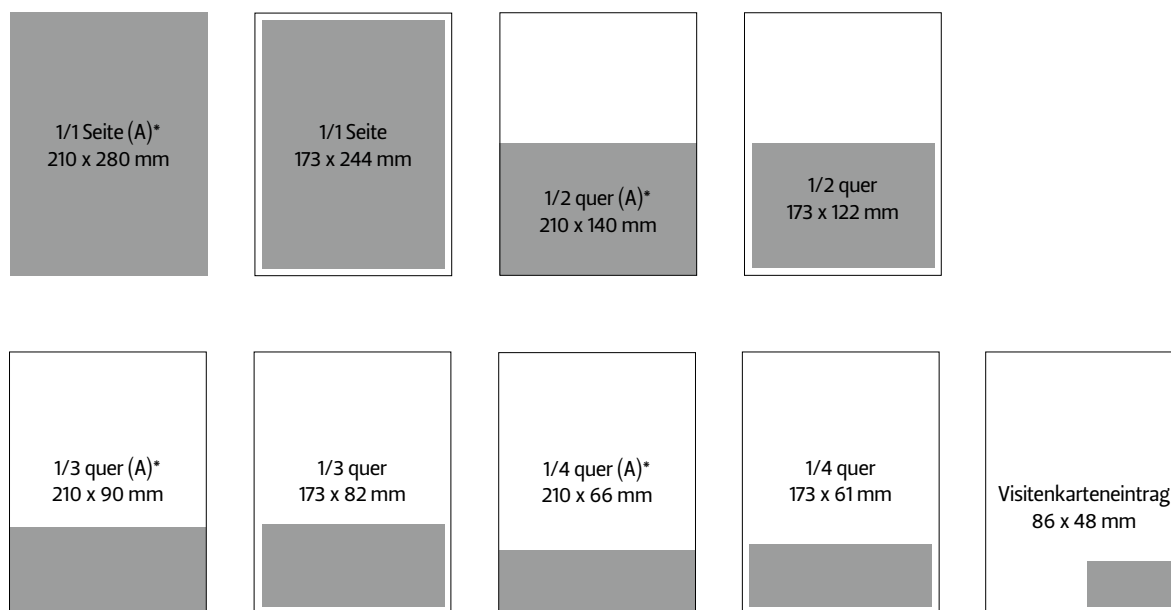 1/1 Seite (A)*
210 x 280 mm
1/1 Seite
173 x 244 mm
1/2 quer (A)*
210 x 140 mm
1/2 quer
173 x 122 mm
1/3 quer (A)*
210 x 90 mm
1/3 quer
173 x 82 mm
1/4 quer (A)*
210 x 66 mm
1/4 quer
173 x 61 mm
Visitenkarteneintrag
86 x 48 mm